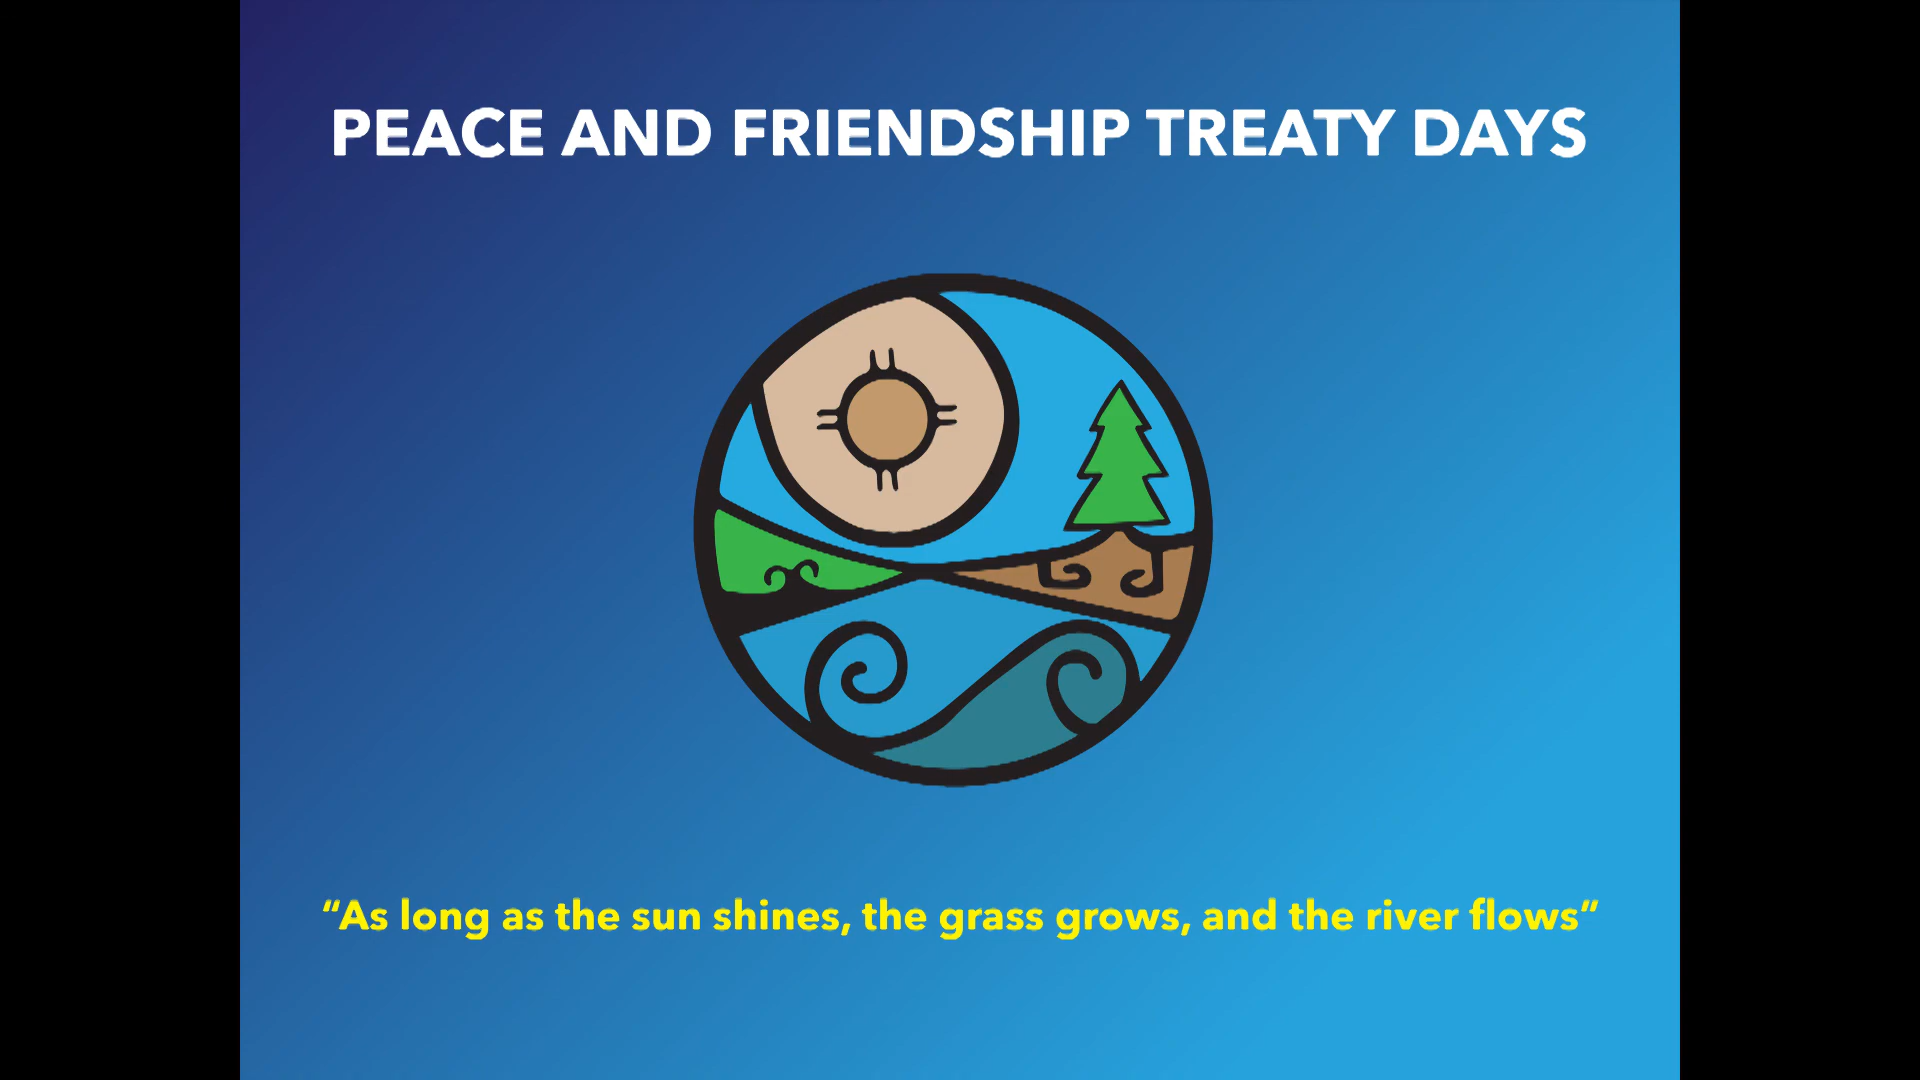 PEACE AND FRIENDSHIP TREATY DAYS
“As long as the sun shines, the grass grows, and the river flows”